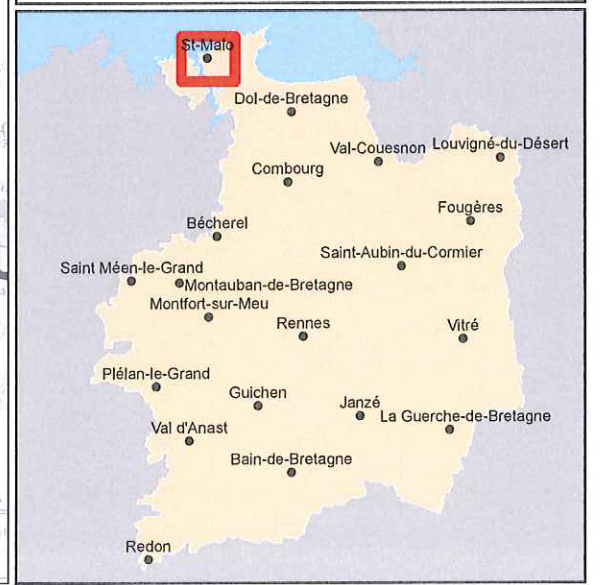 St-Malo
Dol-de-Bretagne
Val-Couesnon
Louvigné-du-Désert
Combourg
Fougères
Bécherel
Saint-Aubin-du-Cormier
Saint Méen-le-Grand
Montauban-de-Bretagne
Montfort-sur-Meu
Rennes
Vitré
Plélan-le-Grand
Guichen
Janzé
La Guerche-de-Bretagne
Val d'Anast
Bain-de-Bretagne
Redon